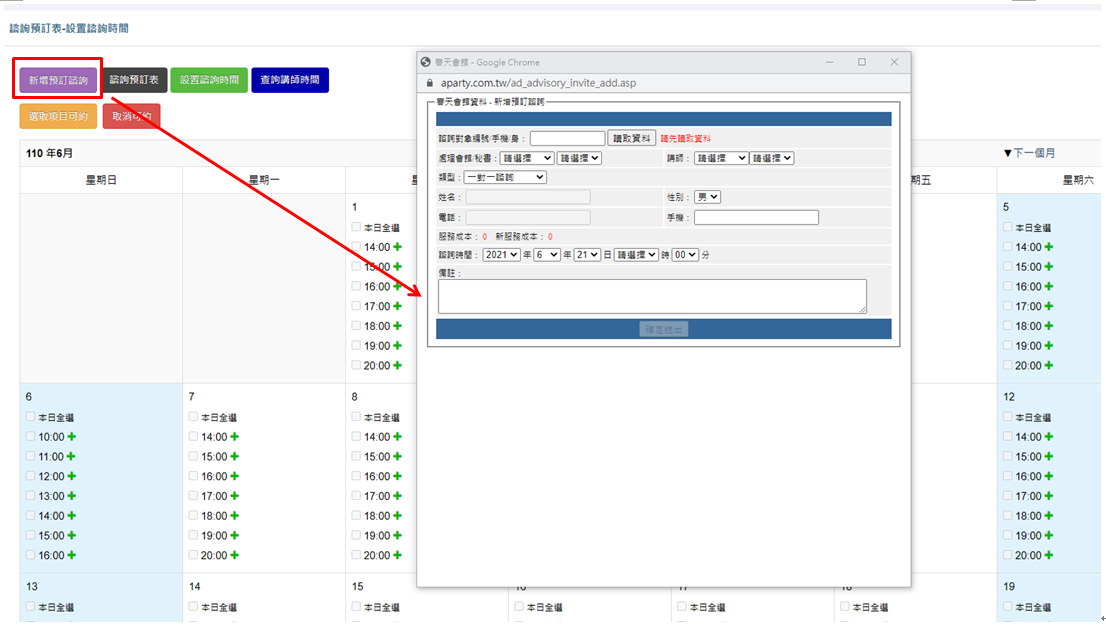 諮詢預訂表-設置諮詢時間
新增預訂諮詢 諮詢預訂表 設置諮詢時間 查詢講師時間
選取項目可約 取消可約
110 年6月 ▼下一個月
星期日 星期一 星 期五 星期六
春天會館 - Google Chrome
aparty.com.tw/ad_advisory_invite_add.asp
春天會館資料 - 新增預訂諮詢
諮詢對象編號/手機/身： 讀取資料 請先讀取資料
處理會館/秘書： 請選擇 請選擇 講師： 請選擇 請選擇
類型： 一對一諮詢
姓名： 性別： 男
電話： 手機：
服務成本： 0 新服務成本： 0
諮詢時間： 2021 年 6 年 21 日 請選擇 時 00 分
備註：
確定送出
1 5
本日全選 本日全選
14:00 14:00
15:00 15:00
16:00 16:00
17:00 17:00
18:00 18:00
19:00 19:00
20:00 20:00
6 7 8 12
本日全選 本日全選 本日全選 本日全選
10:00 14:00 14:00 14:00
11:00 15:00 15:00 15:00
12:00 16:00 16:00 16:00
13:00 17:00 17:00 17:00
14:00 18:00 18:00 18:00
15:00 19:00 19:00 19:00
16:00 20:00 20:00 20:00
13 14 15 16 17 18 19
本日全選 本日全選 本日全選 本日全選 本日全選 本日全選 本日全選